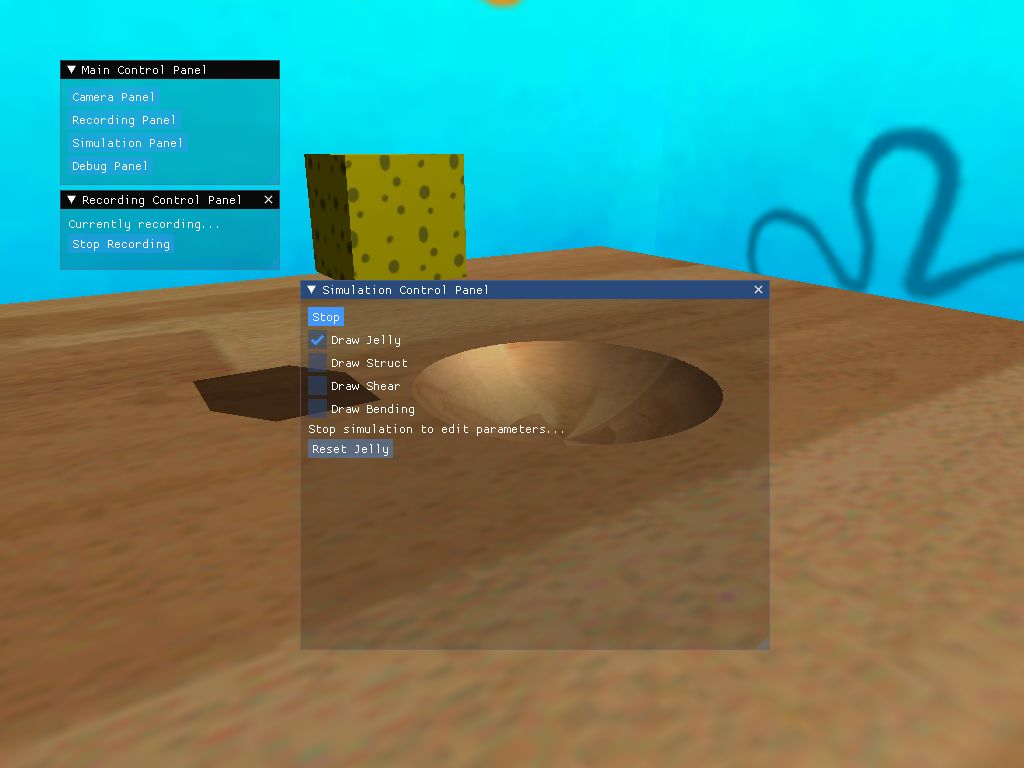 Main Control Panel
Camera Panel
Recording Panel
Simulation Panel
Debug Panel
Recording Control Panel
Currently recording...
Stop Recording
Simulation Control Panel
Stop
Draw Jelly
Draw Struct
Draw Shear
Draw Bending
Stop simulation to edit parameters...
Reset Jelly